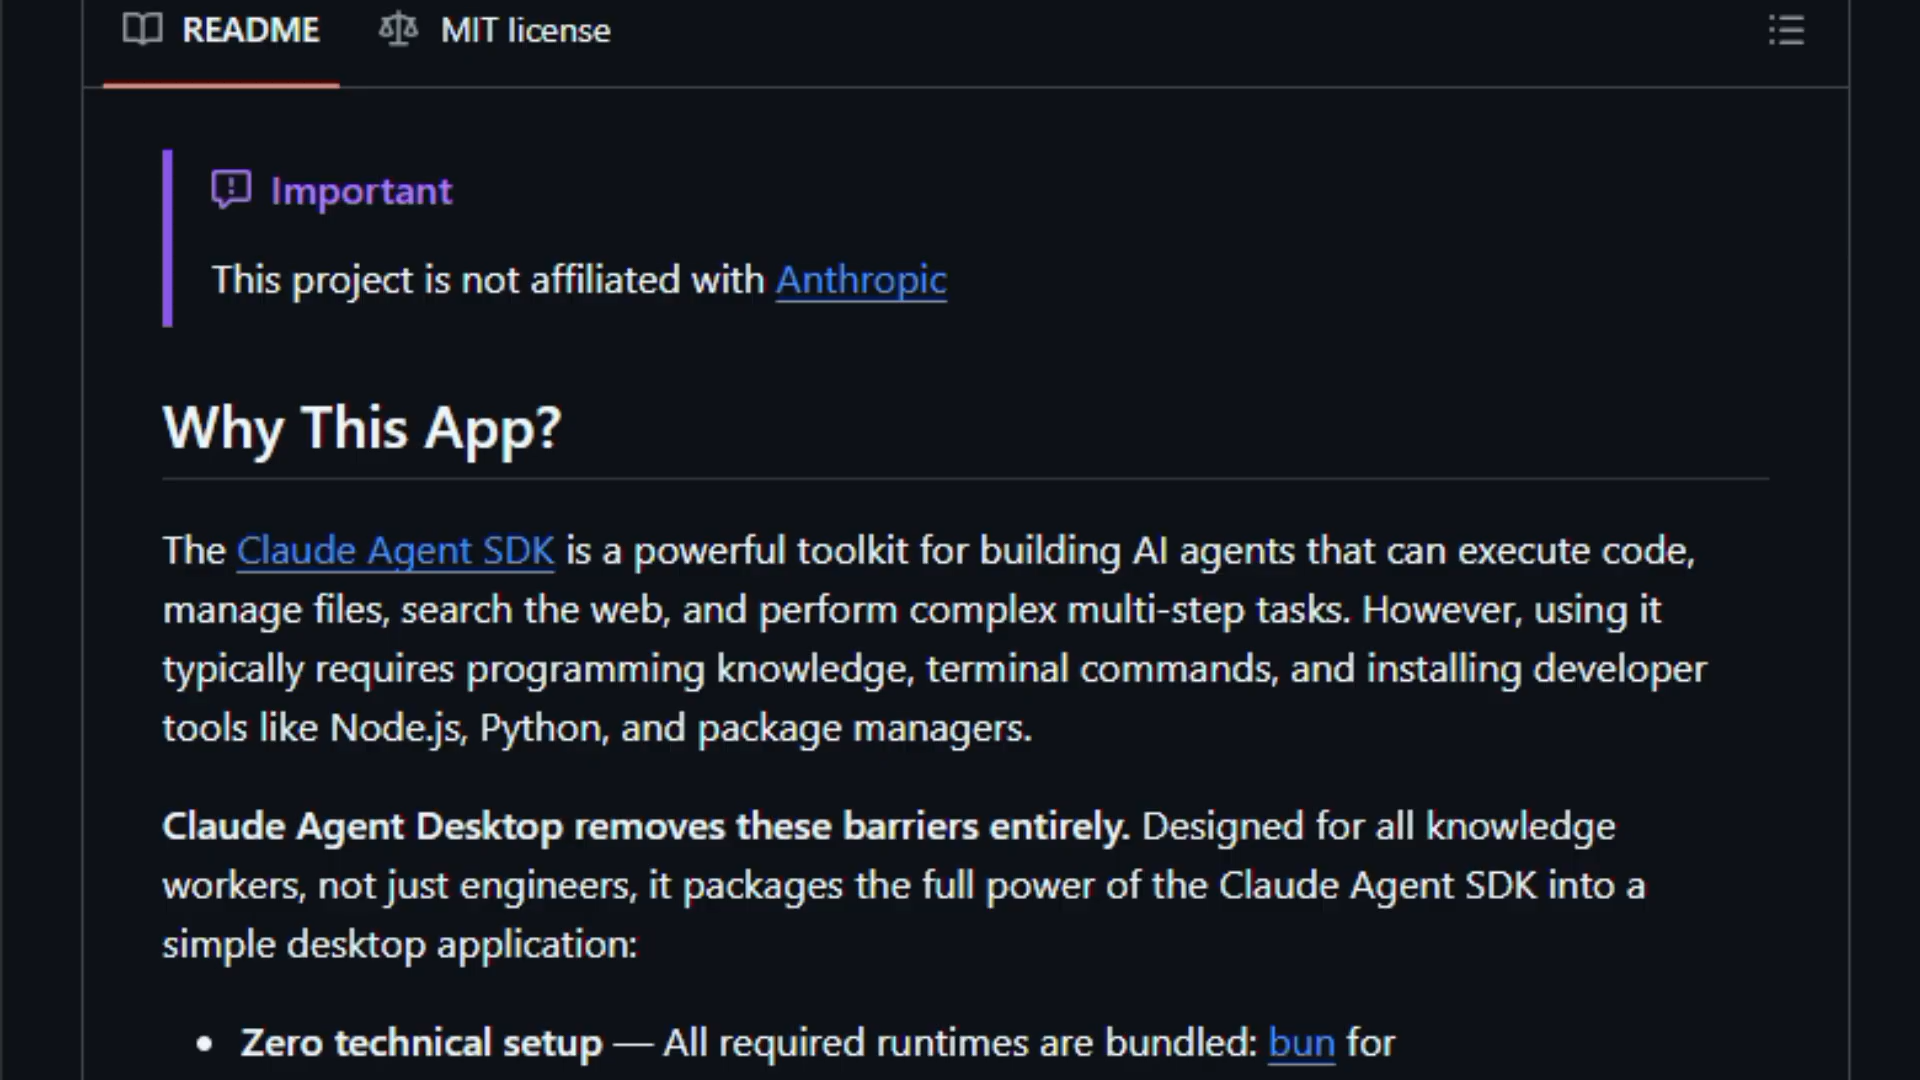 README
MIT license
Important
This project is not affiliated with Anthropic
Why This App?
The Claude Agent SDK is a powerful toolkit for building AI agents that can execute code,
manage files, search the web, and perform complex multi-step tasks. However, using it
typically requires programming knowledge, terminal commands, and installing developer
tools like Node.js, Python, and package managers.
Claude Agent Desktop removes these barriers entirely. Designed for all knowledge
workers, not just engineers, it packages the full power of the Claude Agent SDK into a
simple desktop application:
• Zero technical setup — All required runtimes are bundled: bun for